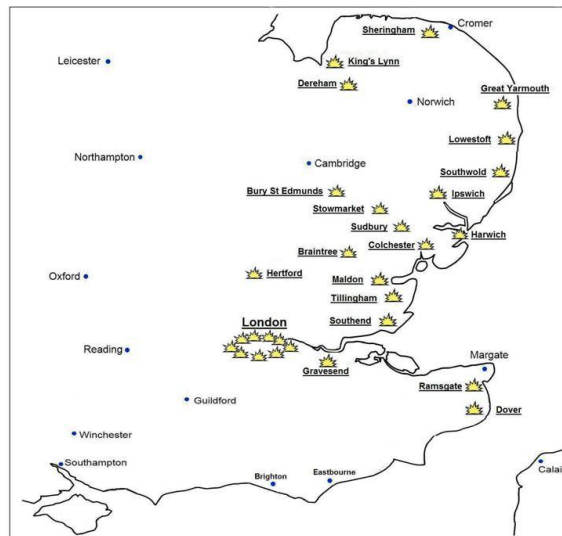 Cromer
Sheringham
King's Lynn
Leicester
Dereham
Great Yarmouth
Norwich
Lowestoft
Northampton
Cambridge
Southwold
Bury St Edmunds
Ipswich
Stowmarket
Sudbury
Harwich
Colchester
Braintree
Hertford
Oxford
Maldon
Tillingham
London
Southend
Reading
Margate
Gravesend
Ramsgate
Guildford
Dover
Winchester
Southampton
Calai
Brighton
Eastbourne